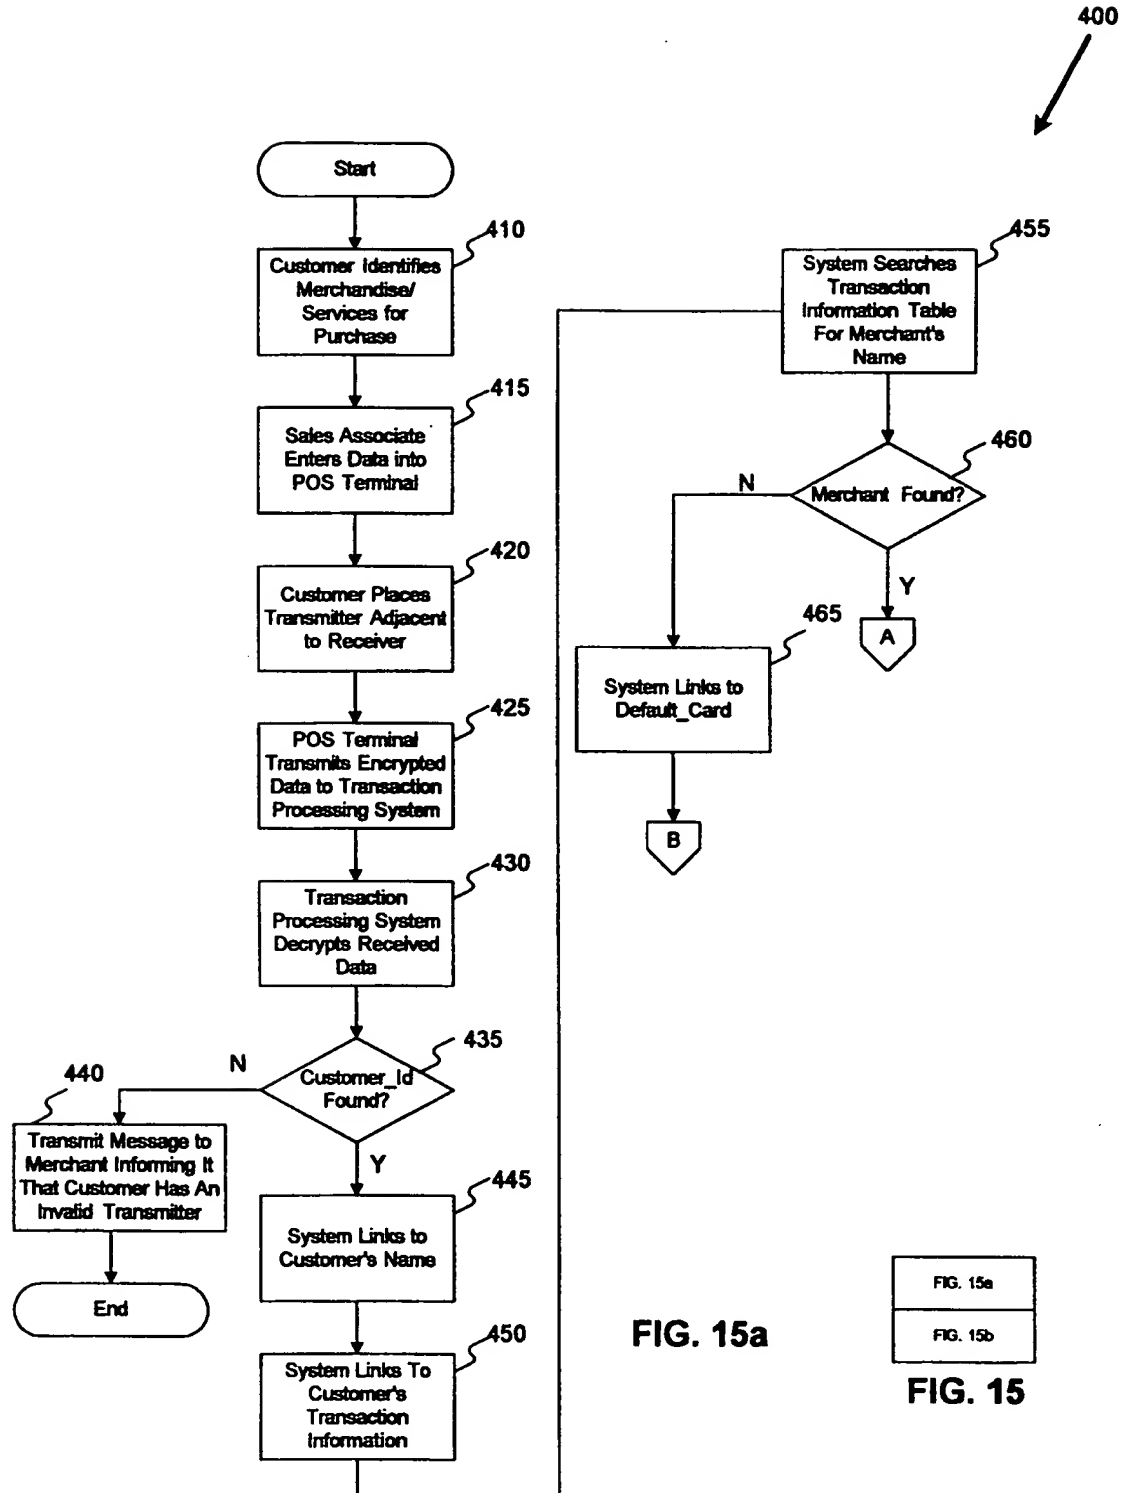 400
Start
410
Customer Identifies
Merchandise/
Services for
Purchase
415
Sales Associate
Enters Data into
POS Terminal
420
Customer Places
Transmitter Adjacent
to Receiver
425
POS Terminal
Transmits Encrypted
Data to Transaction
Processing System
430
Transaction
Processing System
Decrypts Received
Data
435
Customer_Id
Found?
N
440
Transmit Message to
Merchant Informing It
That Customer Has An
Invalid Transmitter
End
Y
445
System Links to
Customer's Name
450
System Links To
Customer's
Transaction
Information
455
System Searches
Transaction
Information Table
For Merchant's
Name
460
Merchant Found?
N
Y
A
465
System Links to
Default_Card
B
FIG. 15a
FIG. 15a
FIG. 15b
FIG. 15